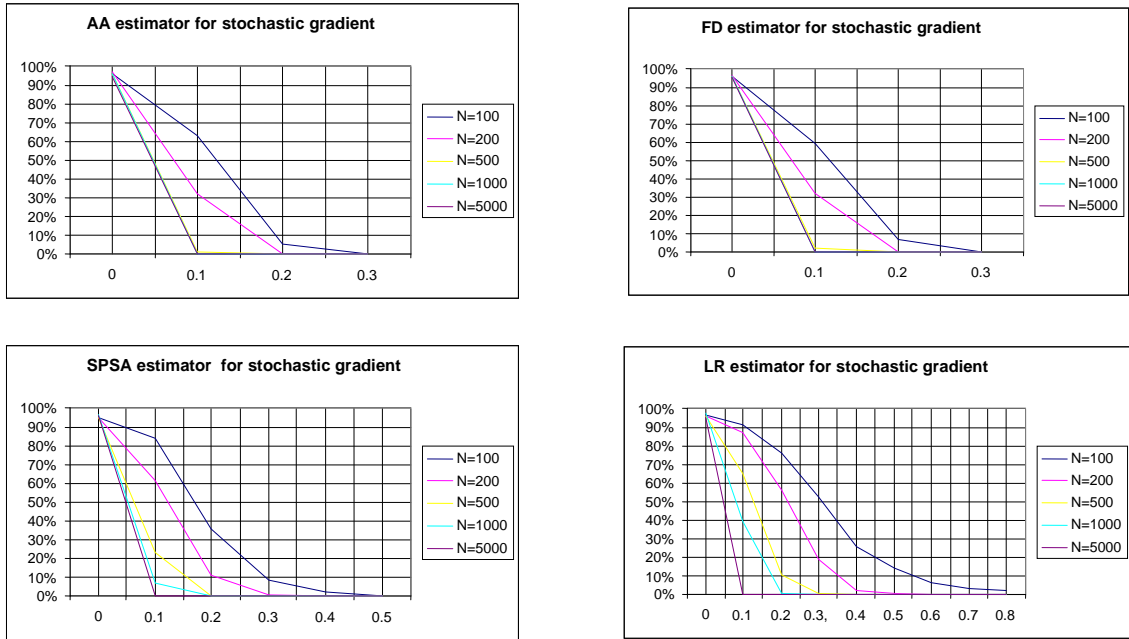 AA estimator for stochastic gradient
100%
90%
80%
70%
60%
50%
40%
30%
20%
10%
0%
0 0.1 0.2 0.3
N=100
N=200
N=500
N=1000
N=5000
FD estimator for stochastic gradient
100%
90%
80%
70%
60%
50%
40%
30%
20%
10%
0%
0 0.1 0.2 0.3
N=100
N=200
N=500
N=1000
N=5000
SPSA estimator for stochastic gradient
100%
90%
80%
70%
60%
50%
40%
30%
20%
10%
0%
0 0.1 0.2 0.3 0.4 0.5
N=100
N=200
N=500
N=1000
N=5000
LR estimator for stochastic gradient
100%
90%
80%
70%
60%
50%
40%
30%
20%
10%
0%
0 0.1 0.2 0.3, 0.4 0.5 0.6 0.7 0.8
N=100
N=200
N=500
N=1000
N=5000